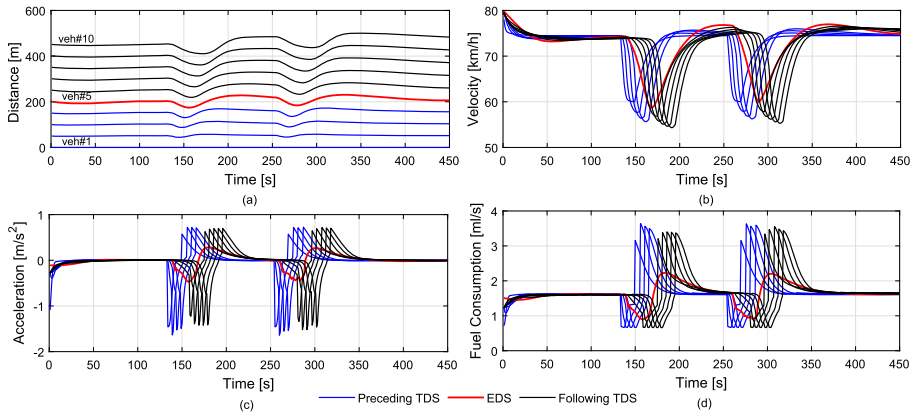 600
500
400
300
200
100
0
Distance [m]
veh#10
veh#5
veh#1
0 50 100 150 200 250 300 350 400 450
Time [s]
(a)
80
70
60
50
Velocity [km/h]
0 50 100 150 200 250 300 350 400 450
Time [s]
(b)
1
0
-1
-2
Acceleration [m/s²]
0 50 100 150 200 250 300 350 400 450
Time [s]
(c)
4
3
2
1
0
Fuel Consumption [ml/s]
0 50 100 150 200 250 300 350 400 450
Time [s]
(d)
Preceding TDS EDS Following TDS